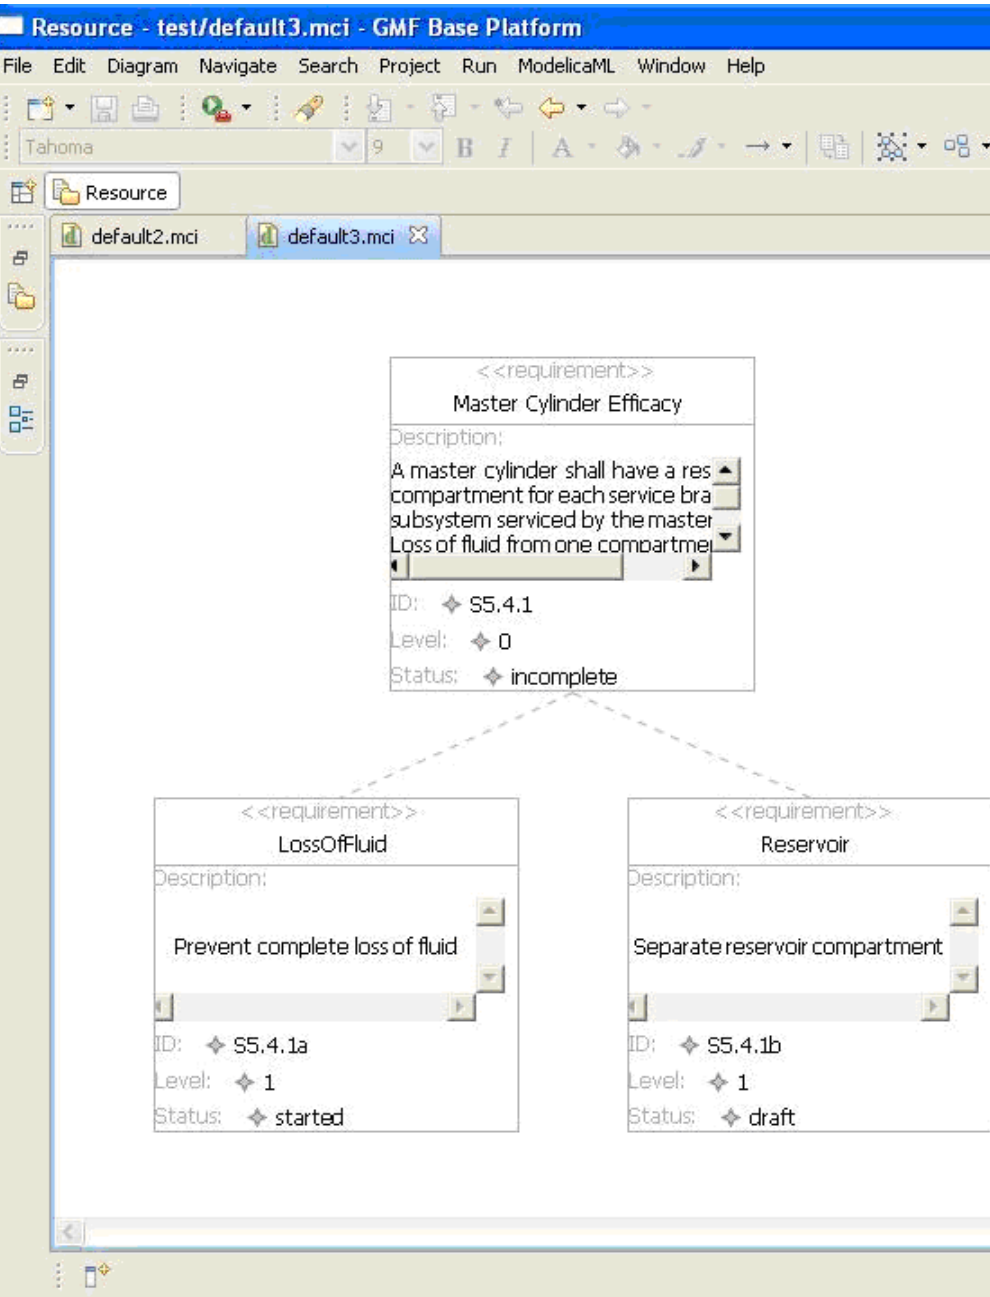 Resource - test/default3.mci - GMF Base Platform
File Edit Diagram Navigate Search Project Run ModelicaML Window Help
Tahoma 9 B I A
Resource
default2.mci default3.mci
<<requirement>>
Master Cylinder Efficacy
Description:
A master cylinder shall have a res
compartment for each service bra
subsystem serviced by the master
Loss of fluid from one compartmen
ID: S5.4.1
Level: 0
Status: incomplete
<<requirement>>
LossOfFluid
Description:
Prevent complete loss of fluid
ID: S5.4.1a
Level: 1
Status: started
<<requirement>>
Reservoir
Description:
Separate reservoir compartment
ID: S5.4.1b
Level: 1
Status: draft